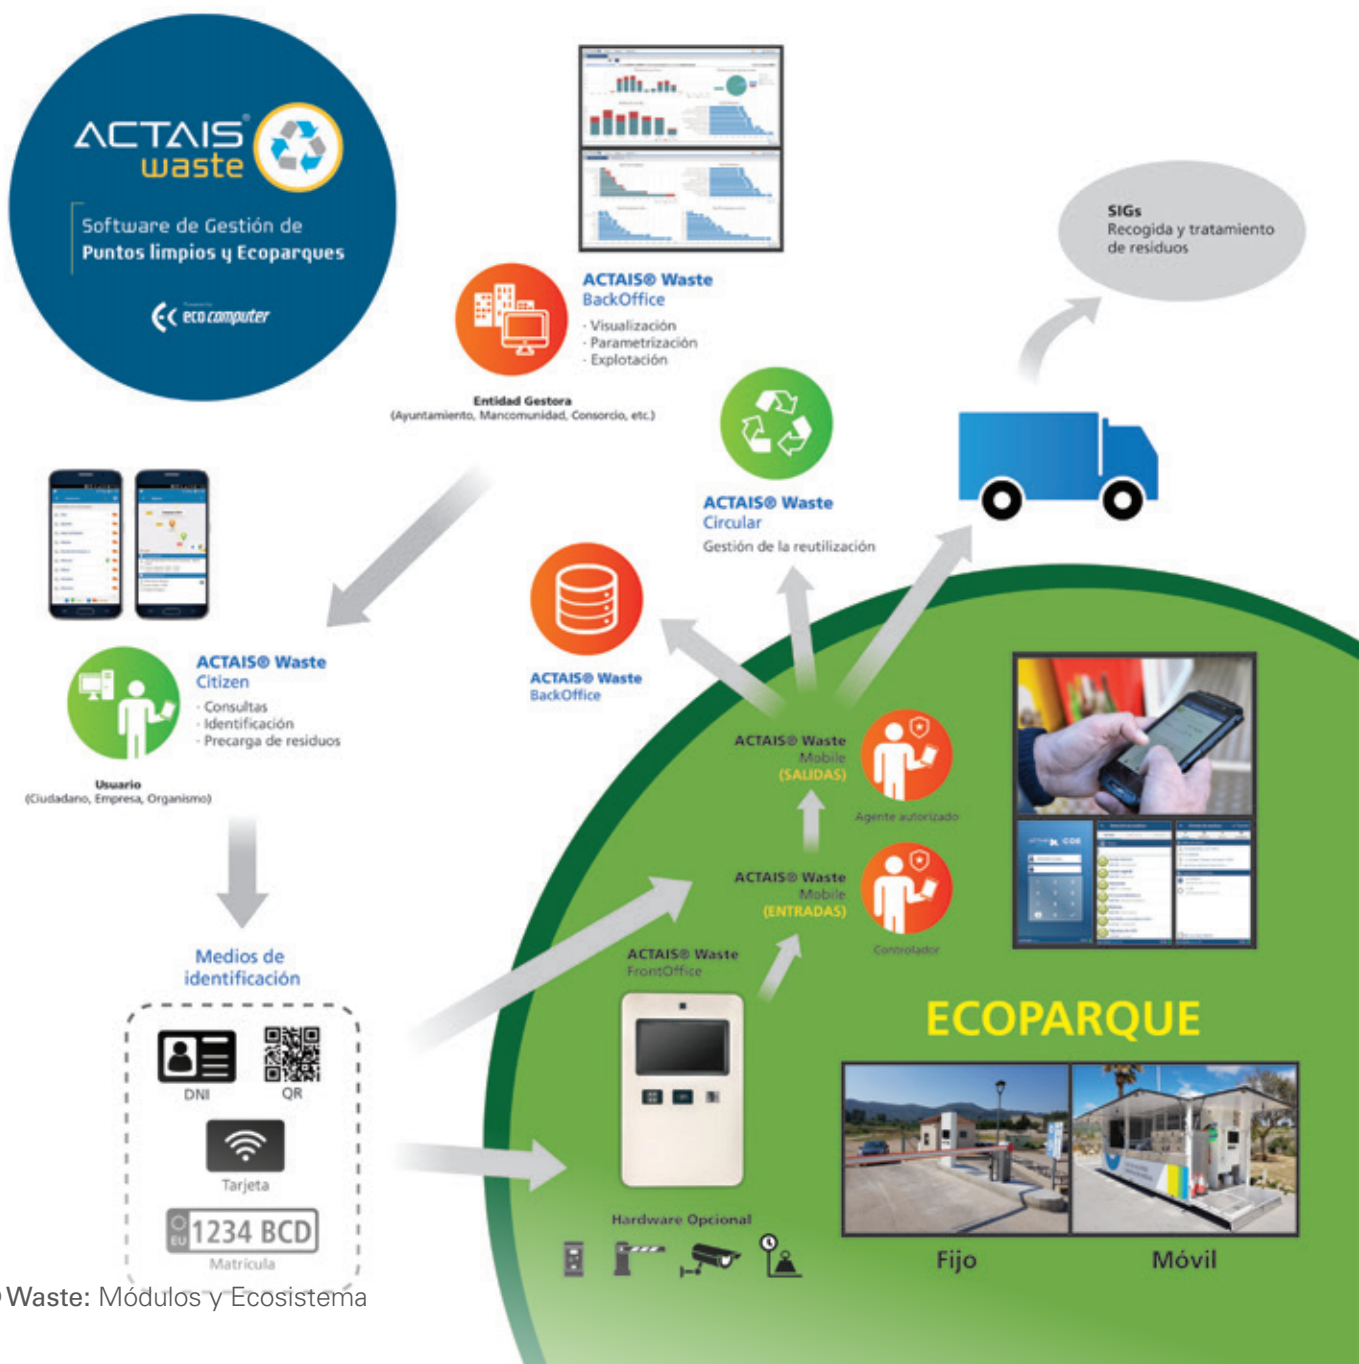 ACTAIS®
waste
Software de Gestión de
Puntos limpios y Ecoparques
eco computer
ACTAIS® Waste
BackOffice
· Visualización
· Parametrización
· Explotación
Entidad Gestora
(Ayuntamiento, Mancomunidad, Consorcio, etc.)
SIGs
Recogida y tratamiento
de residuos
ACTAIS® Waste
Circular
Gestión de la reutilización
ACTAIS® Waste
BackOffice
ACTAIS® Waste
Citizen
· Consultas
· Identificación
· Precarga de residuos
Usuario
(Ciudadano, Empresa, Organismo)
ACTAIS® Waste
Mobile
(SALIDAS)
Agente autorizado
ACTAIS® Waste
Mobile
(ENTRADAS)
Controlador
ACTAIS® Waste
FrontOffice
Medios de
identificación
DNI
QR
Tarjeta
EU
1234 BCD
Matrícula
Hardware Opcional
ECOPARQUE
Fijo
Móvil
Waste: Módulos y Ecosistema